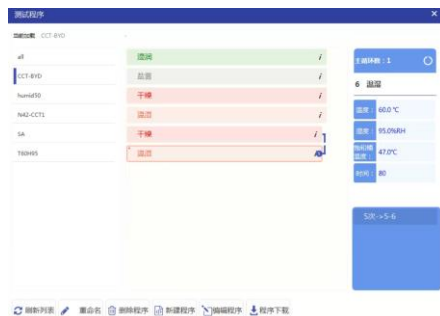 测试程序
当前加载 CCT-BYD
all
CCT-BYD
humid50
N42-CCT1
SA
TI60H95
湿润 i
盐雾 i
干燥 i
湿温 i
干燥 i
湿温
主循环数：1
6 温湿
温度： 60.0 ℃
湿度： 95.0%RH
饱和桶温度： 47.0℃
时间： 80
5次->5-6
刷新列表
重命名
删除程序
新建程序
编辑程序
程序下载